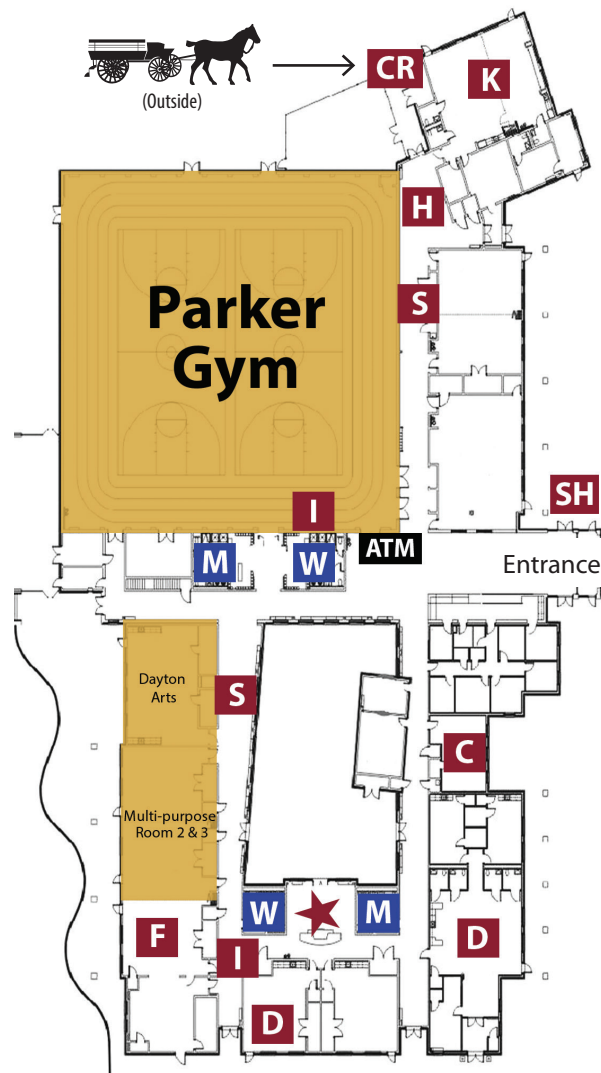 (Outside)
CR
K
H
S
Parker
Gym
SH
I
M
W
ATM
Entrance
Dayton
Arts
S
C
Multi-purpose
Room 2 & 3
W
M
F
D
I
D